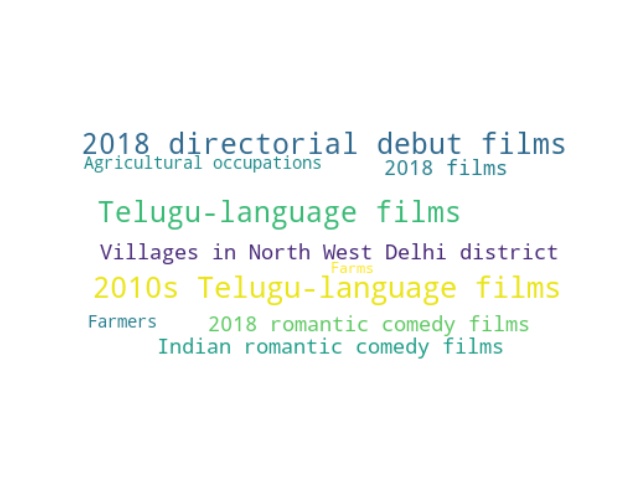 2018 directorial debut films
Agricultural occupations
2018 films
Telugu-language films
Villages in North West Delhi district
Farms
2010s Telugu-language films
Farmers
2018 romantic comedy films
Indian romantic comedy films